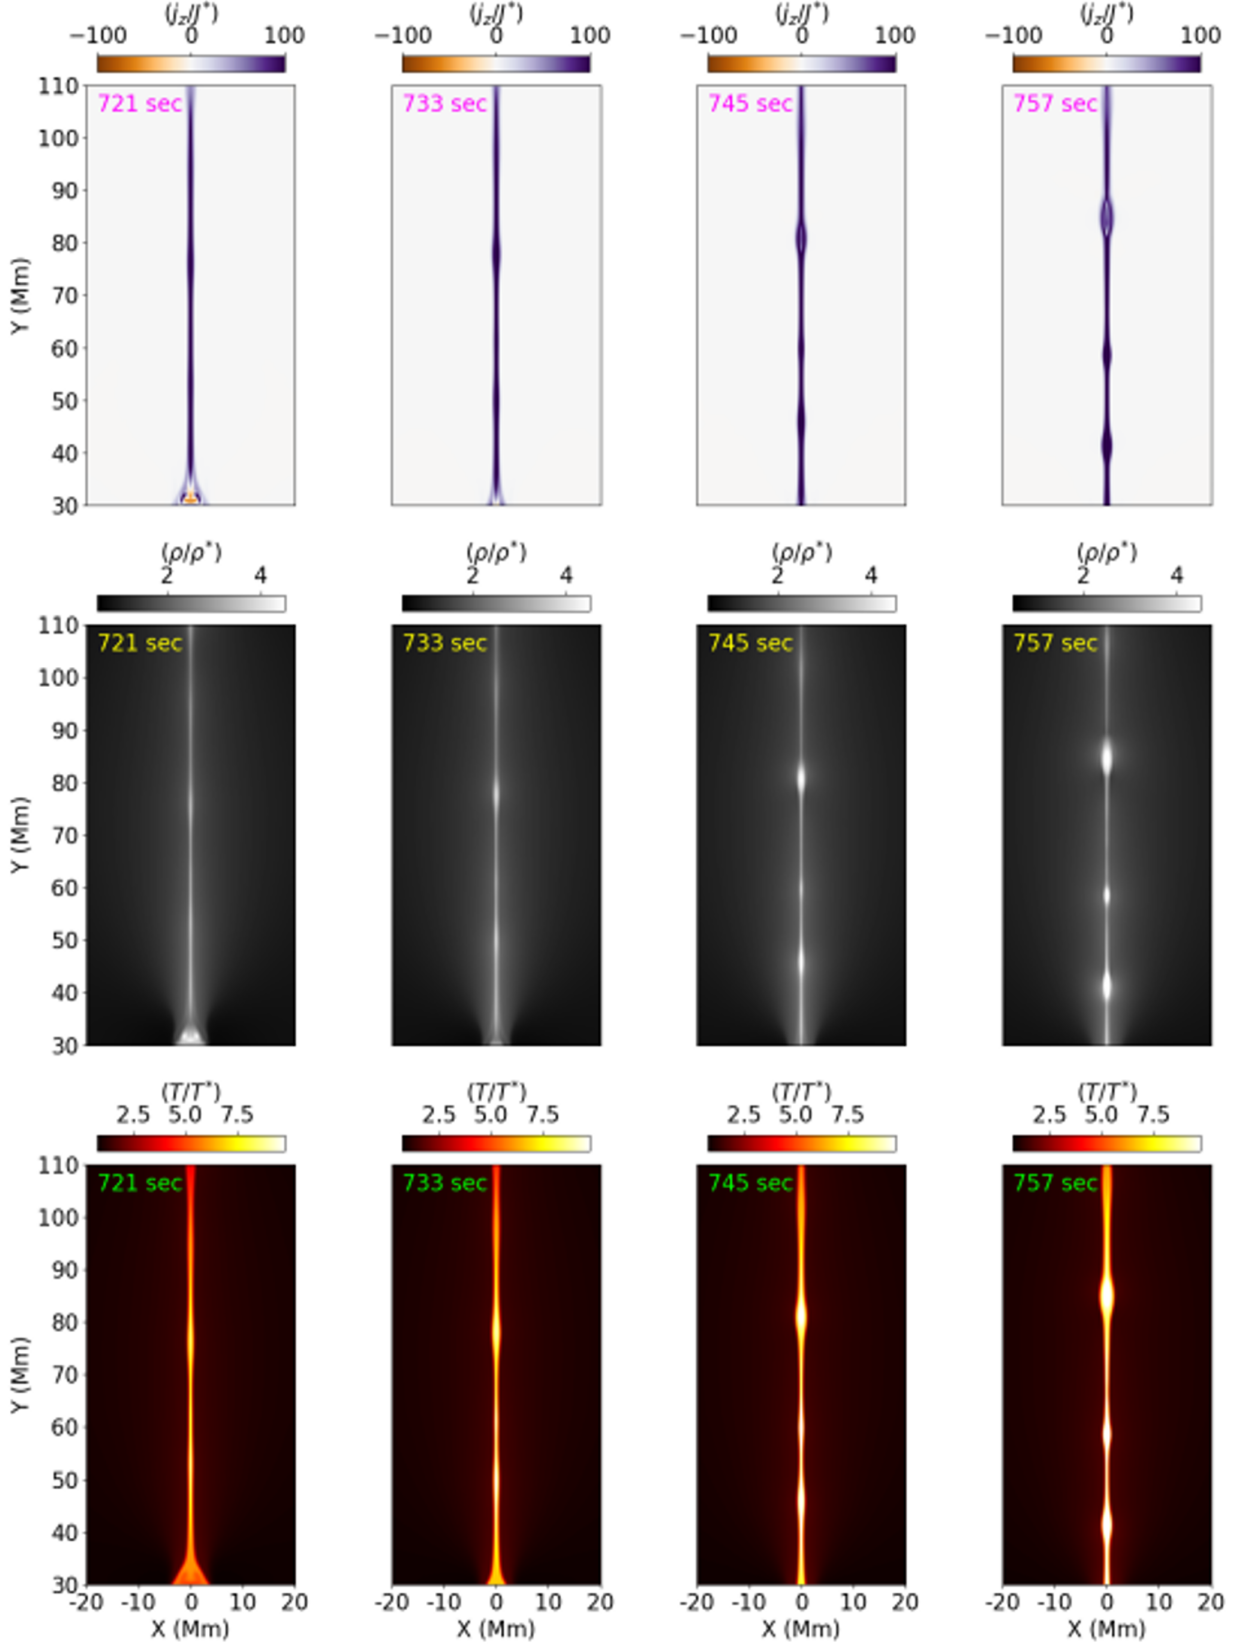 (j_z/J*) (j_z/J*) (j_z/J*) (j_z/J*)
−100 0 100 −100 0 100 −100 0 100 −100 0 100
721 sec 733 sec 745 sec 757 sec
110
100
90
80
70
60
50
40
30
Y (Mm)
(ρ/ρ*) (ρ/ρ*) (ρ/ρ*) (ρ/ρ*)
2 4 2 4 2 4 2 4
721 sec 733 sec 745 sec 757 sec
110
100
90
80
70
60
50
40
30
Y (Mm)
(T/T*) (T/T*) (T/T*) (T/T*)
2.5 5.0 7.5 2.5 5.0 7.5 2.5 5.0 7.5 2.5 5.0 7.5
721 sec 733 sec 745 sec 757 sec
110
100
90
80
70
60
50
40
30
Y (Mm)
-20 -10 0 10 20 -20 -10 0 10 20 -20 -10 0 10 20 -20 -10 0 10 20
X (Mm) X (Mm) X (Mm) X (Mm)